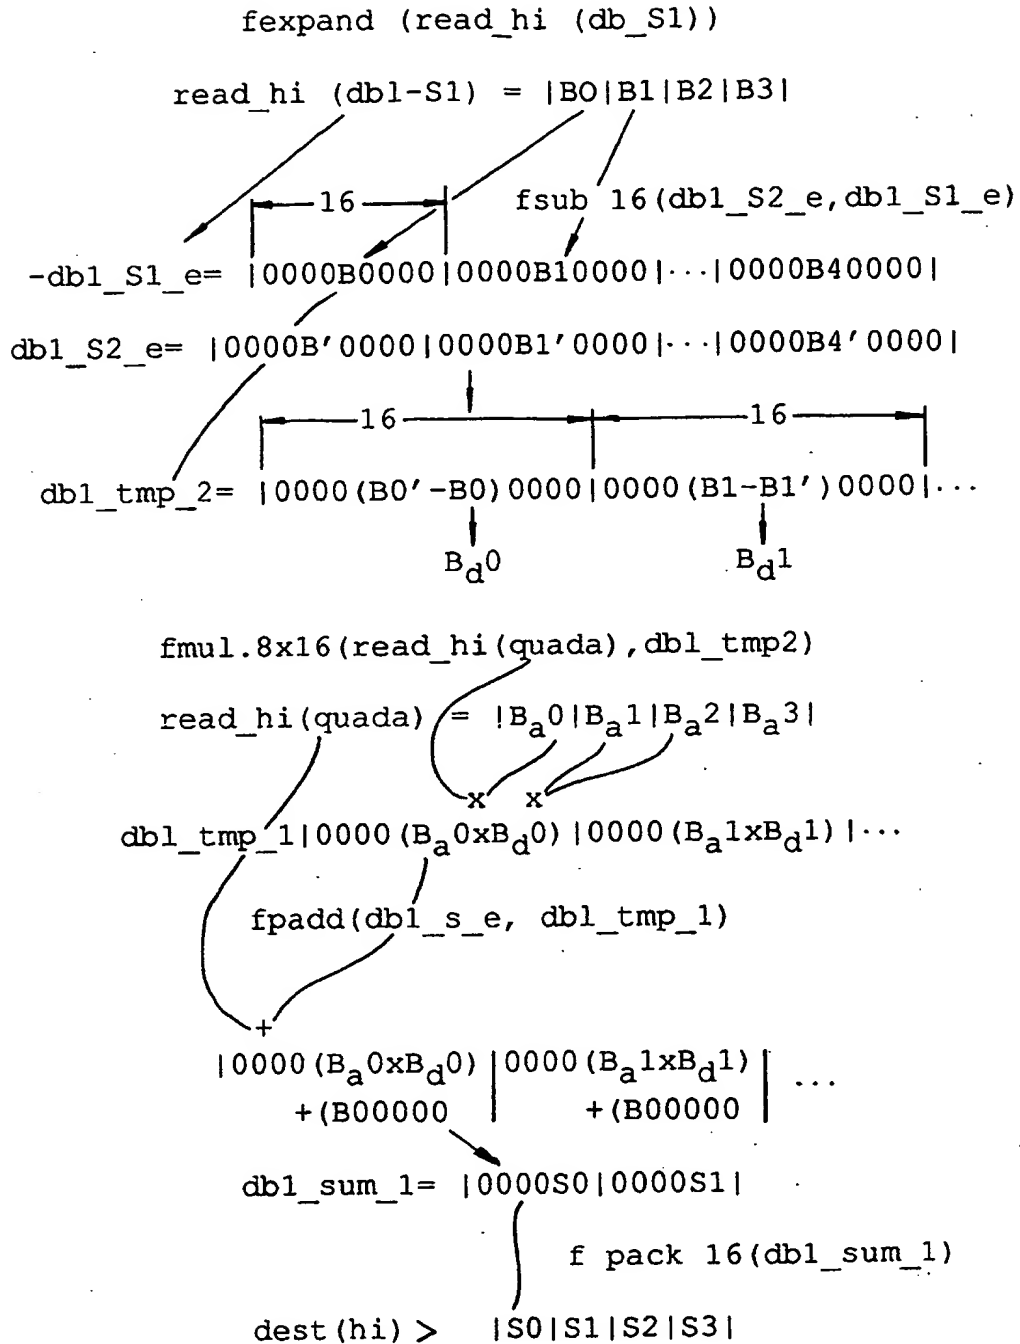 fexpand (read_hi (db_S1))
read_hi (dbl-S1) = |B0|B1|B2|B3|
16
fsub 16(dbl_S2_e,dbl_S1_e)
-dbl_S1_e= |0000B0000|0000B10000|···|0000B40000|
dbl_S2_e= |0000B'0000|0000B1'0000|···|0000B4'0000|
16 16
dbl_tmp_2= |0000(B0'-B0)0000|0000(B1-B1')0000|···
Bd0 Bd1
fmul.8x16(read_hi(quada),dbl_tmp2)
read_hi(quada) = |Ba0|Ba1|Ba2|Ba3|
x x
dbl_tmp_1|0000(Ba0xBd0)|0000(Ba1xBd1)|···
fpadd(dbl_s_e, dbl_tmp_1)
+
|0000(Ba0xBd0)|0000(Ba1xBd1)| ...
+(B00000 +(B00000
dbl_sum_1= |0000S0|0000S1|
f pack 16(dbl_sum_1)
dest(hi) > |S0|S1|S2|S3|